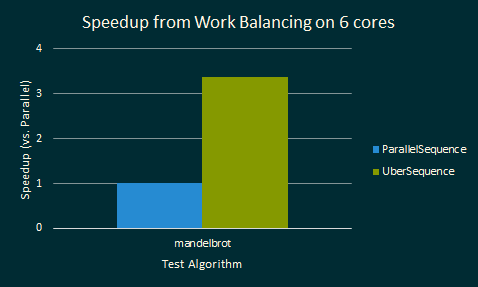 Speedup from Work Balancing on 6 cores
4
3
2
1
0
Speedup (vs. Parallel)
mandelbrot
Test Algorithm
ParallelSequence
UberSequence